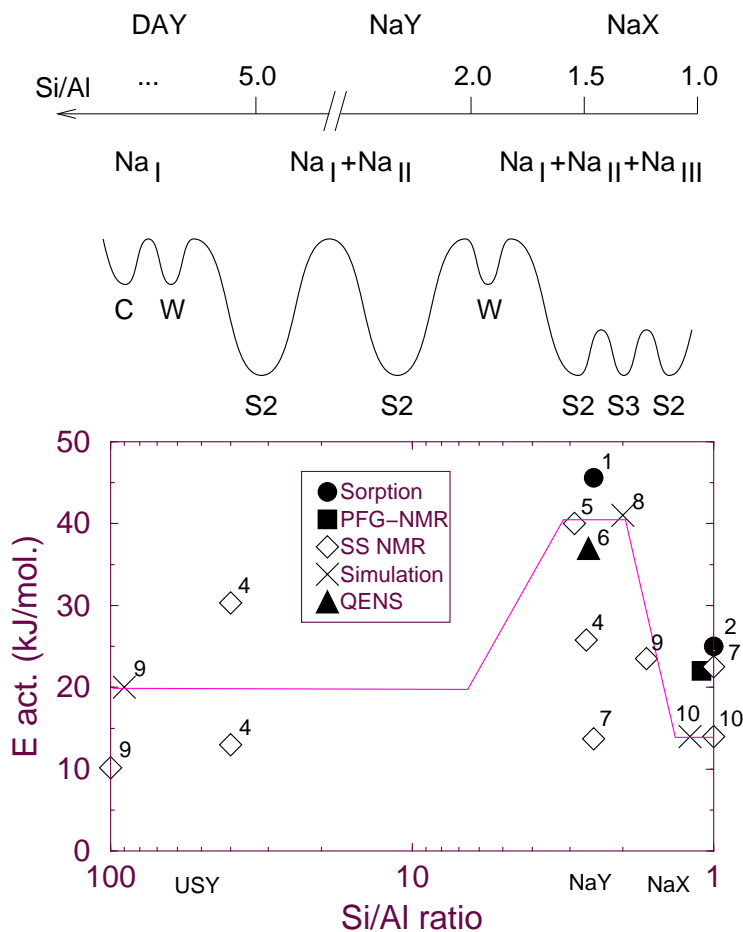 DAY NaY NaX
Si/Al ... 5.0 2.0 1.5 1.0
Na I Na I+Na II Na I+Na II+Na III
C W W
S2 S2 S2 S3 S2
50
40
30
20
10
0
E act. (kJ/mol.)
Sorption
PFG-NMR
SS NMR
Simulation
QENS
1
5 8
6
4 4 9 2
7
9
9 4 7 10 10
100 10 1
USY NaY NaX
Si/Al ratio